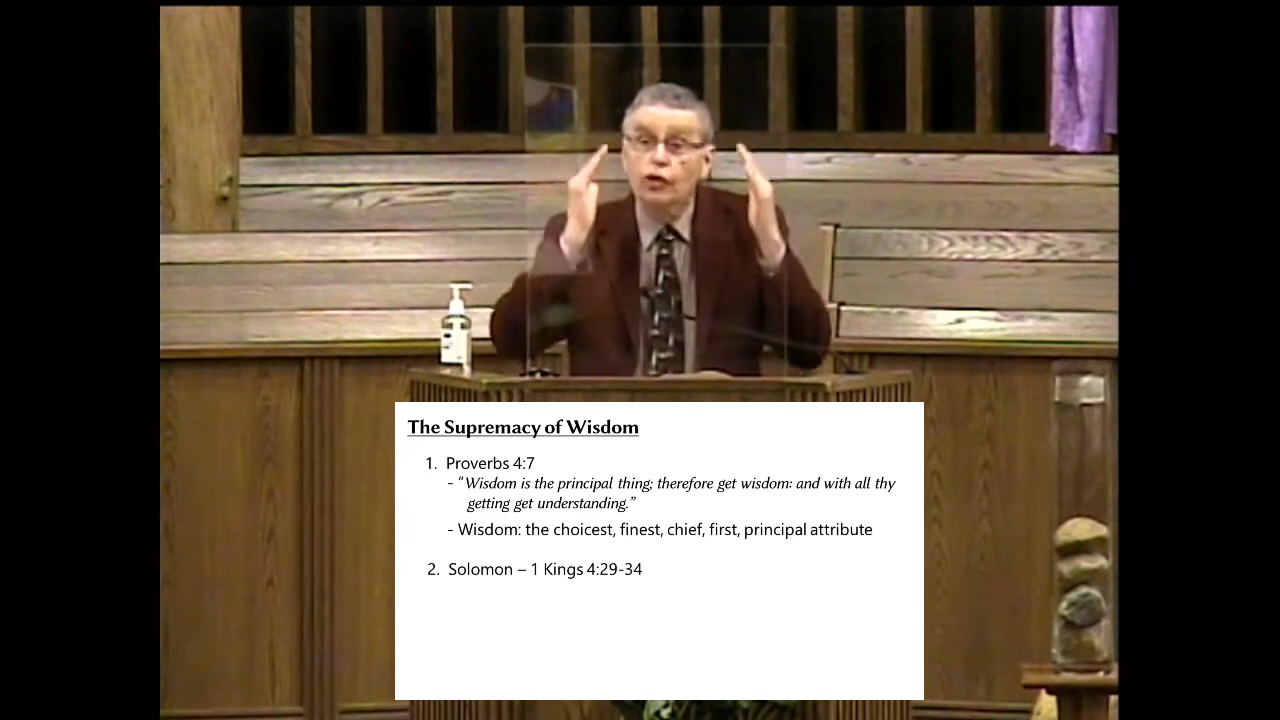 The Supremacy of Wisdom
1. Proverbs 4:7
- "Wisdom is the principal thing; therefore get wisdom: and with all thy
getting get understanding."
- Wisdom: the choicest, finest, chief, first, principal attribute
2. Solomon – 1 Kings 4:29-34